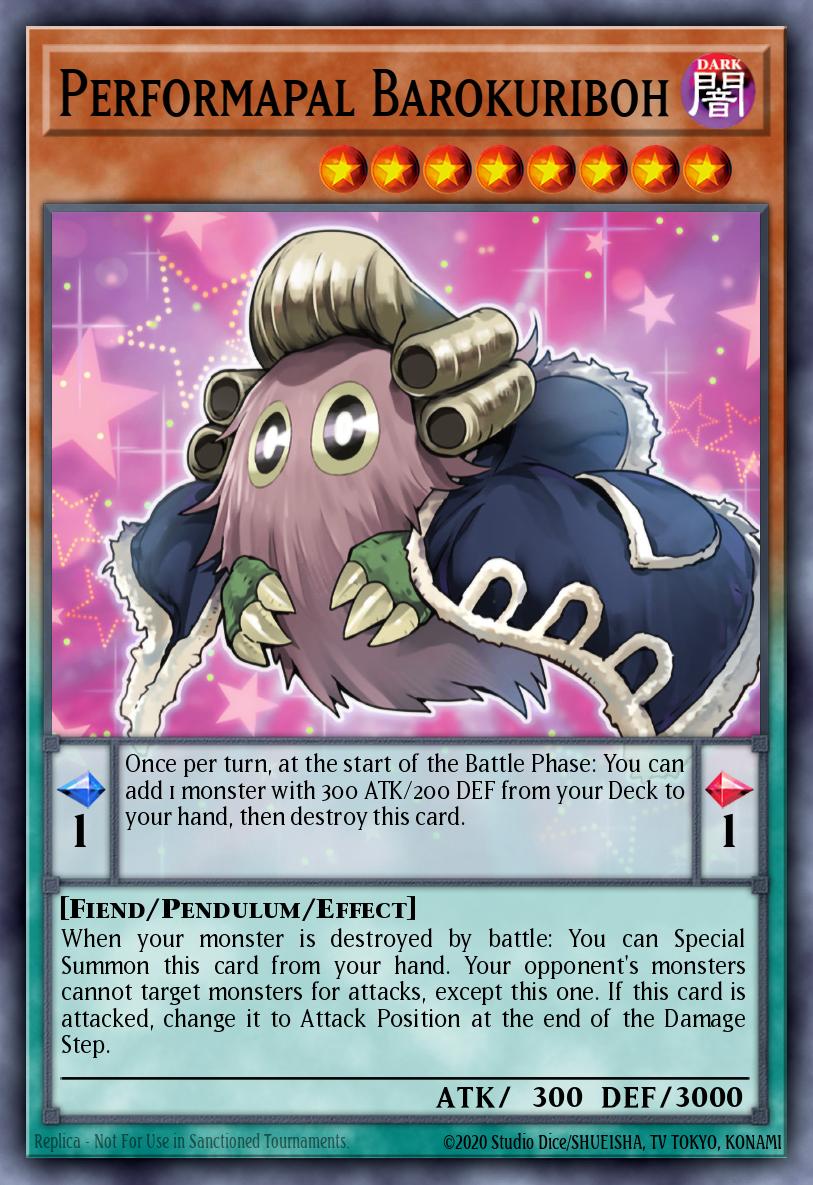 Performapal Barokuriboh
DARK
闇
Once per turn, at the start of the Battle Phase: You can
add 1 monster with 300 ATK/200 DEF from your Deck to
your hand, then destroy this card.
1
1
[Fiend/Pendulum/Effect]
When your monster is destroyed by battle: You can Special
Summon this card from your hand. Your opponent's monsters
cannot target monsters for attacks, except this one. If this card is
attacked, change it to Attack Position at the end of the Damage
Step.
ATK/ 300 DEF/3000
Replica - Not For Use in Sanctioned Tournaments.
©2020 Studio Dice/SHUEISHA, TV TOKYO, KONAMI